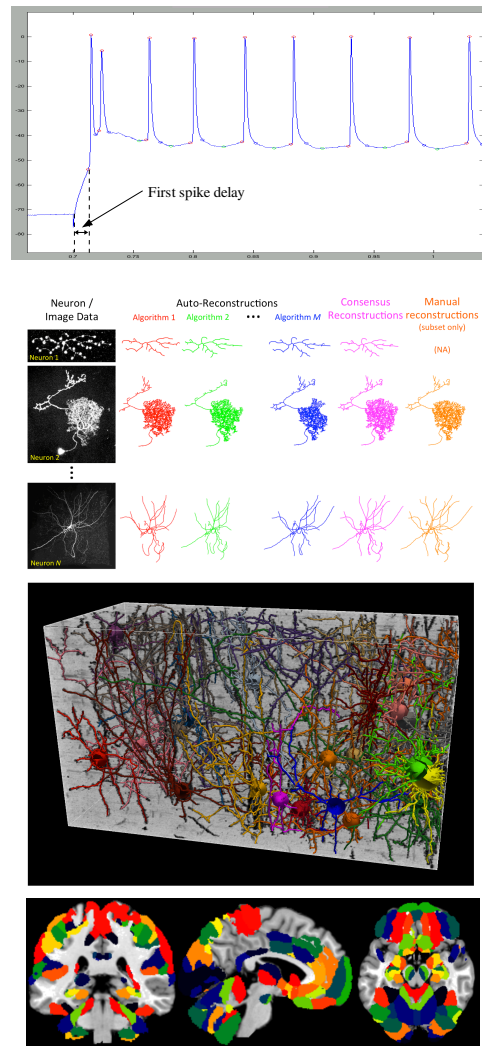 0
-10
-20
-30
-40
-50
-60
-70
-80
First spike delay
0.7 0.75 0.8 0.85 0.9 0.95 1
Neuron / Image Data
Auto-Reconstructions
Algorithm 1 Algorithm 2 ••• Algorithm M
Consensus Reconstructions
Manual reconstructions
(subset only)
Neuron 1
(NA)
Neuron 2
Neuron N